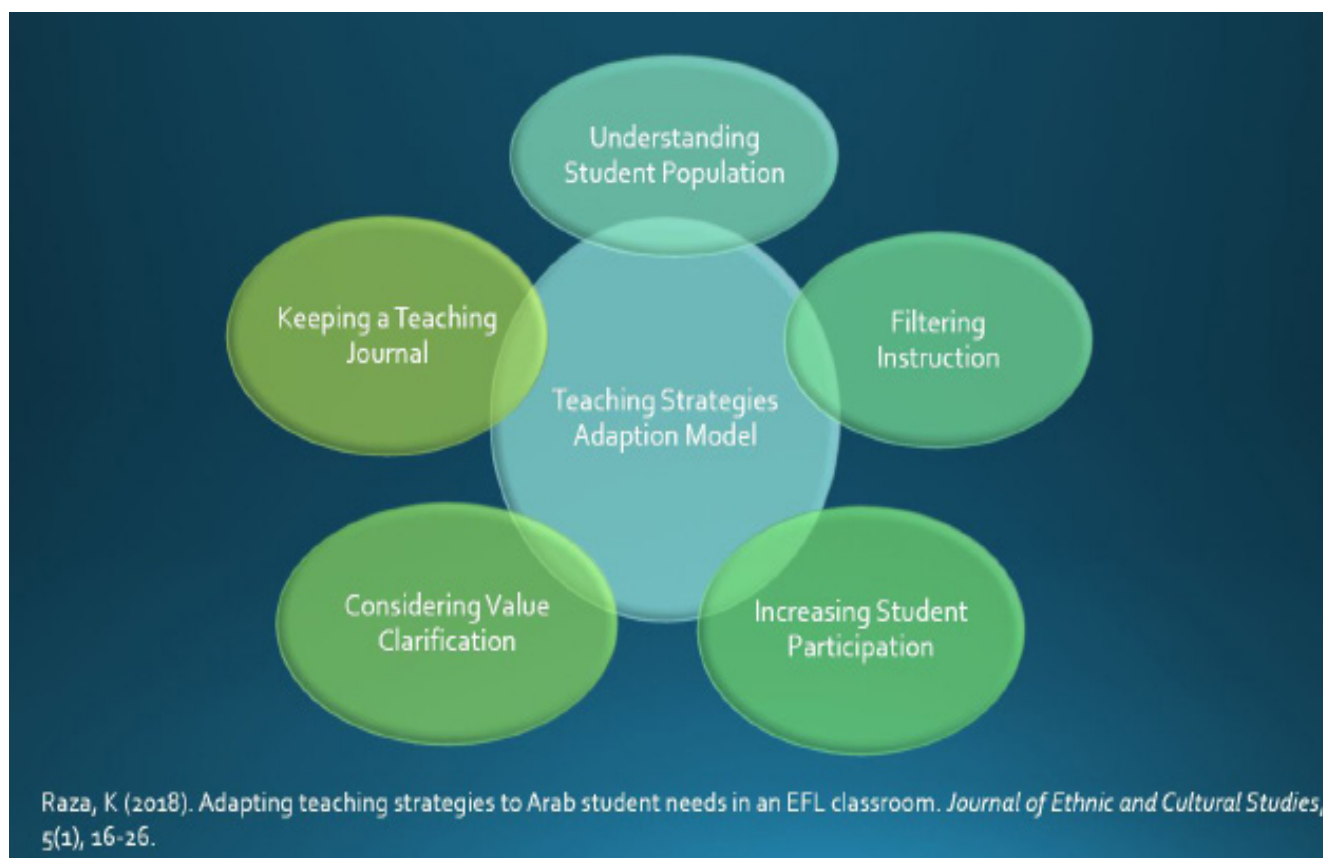 Understanding
Student Population
Keeping a Teaching
Journal
Filtering
Instruction
Teaching Strategies
Adaption Model
Considering Value
Clarification
Increasing Student
Participation
Raza, K (2018). Adapting teaching strategies to Arab student needs in an EFL classroom. Journal of Ethnic and Cultural Studies,
5(1), 16-26.